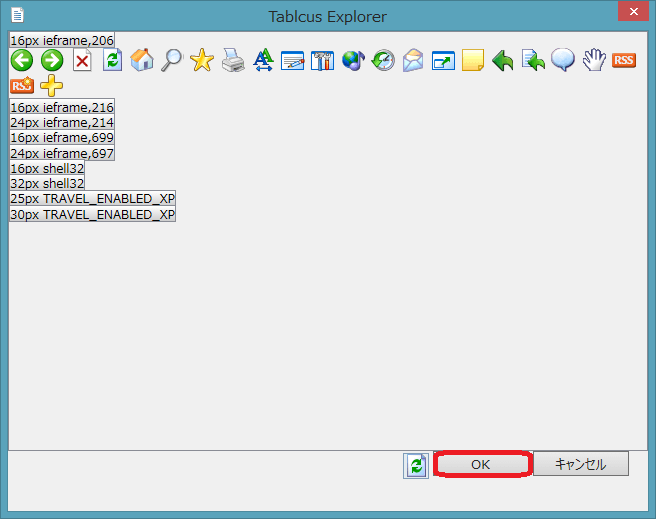 Tablcus Explorer
16px ieframe,206
RSS
RSS
16px ieframe,216
24px ieframe,214
16px ieframe,699
24px ieframe,697
16px shell32
32px shell32
25px TRAVEL_ENABLED_XP
30px TRAVEL_ENABLED_XP
OK キャンセル